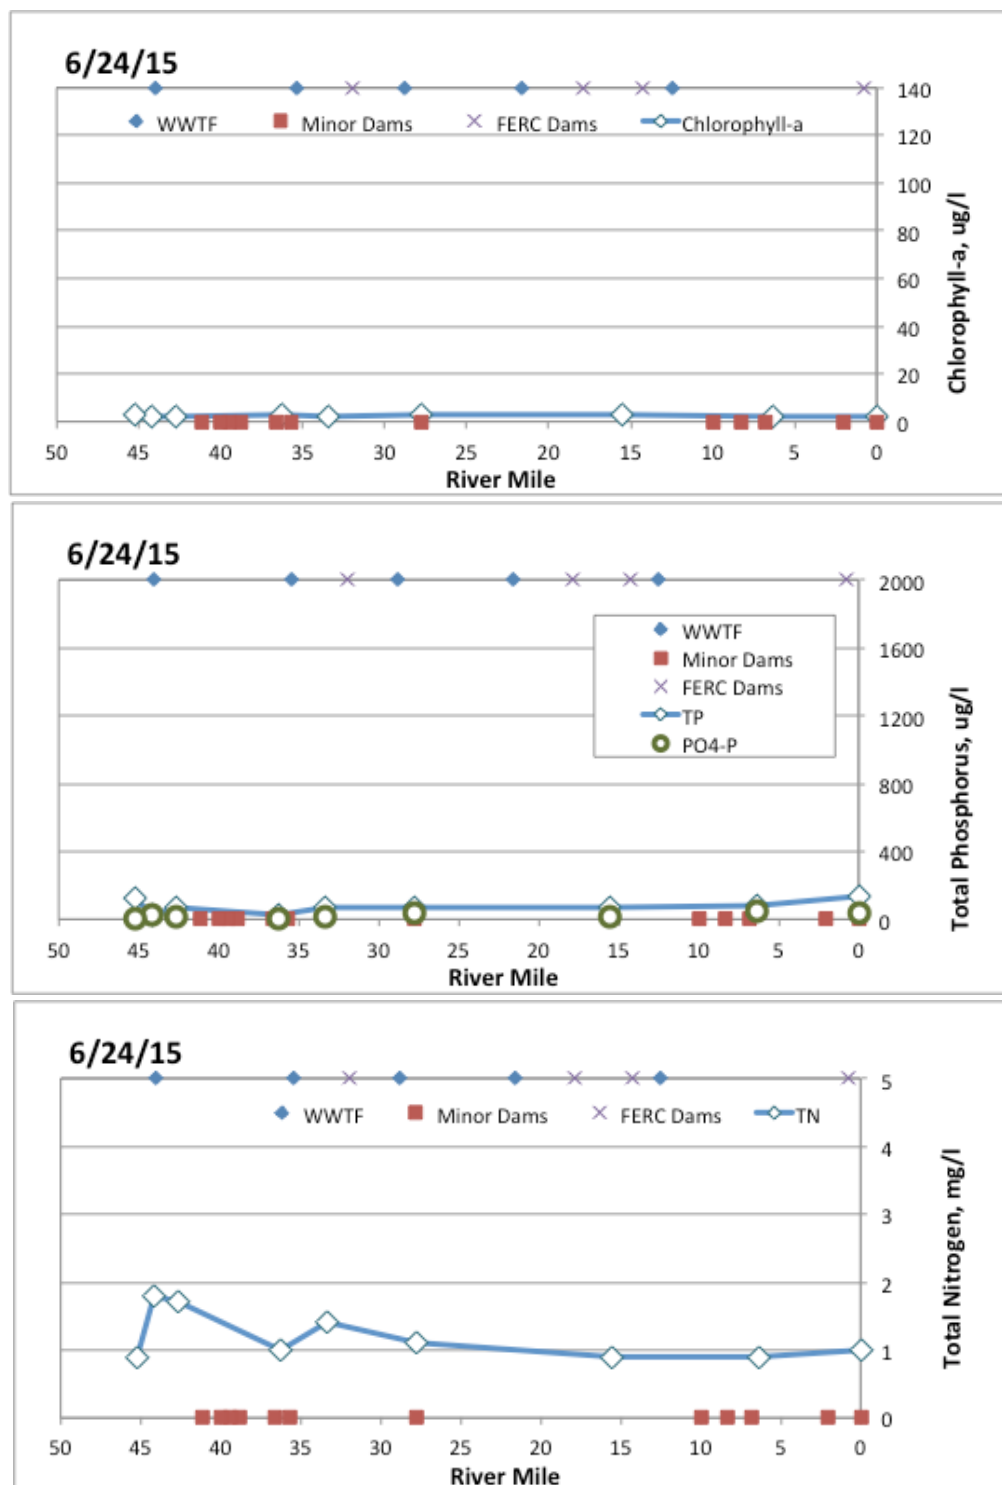 6/24/15
WWTF Minor Dams FERC Dams Chlorophyll-a
140
120
100
80
60
40
20
0
Chlorophyll-a, ug/l
50 45 40 35 30 25 20 15 10 5 0
River Mile
6/24/15
WWTF
Minor Dams
FERC Dams
TP
PO4-P
2000
1600
1200
800
400
0
Total Phosphorus, ug/l
50 45 40 35 30 25 20 15 10 5 0
River Mile
6/24/15
WWTF Minor Dams FERC Dams TN
5
4
3
2
1
0
Total Nitrogen, mg/l
50 45 40 35 30 25 20 15 10 5 0
River Mile